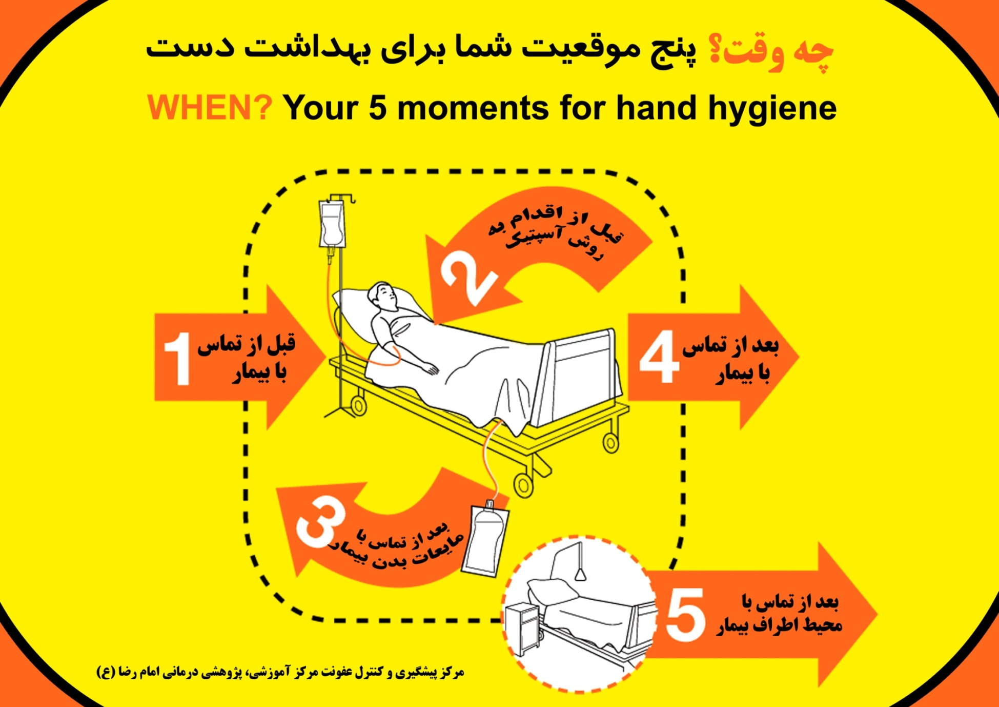 چه وقت؟ پنج موقعیت شما برای بهداشت دست
WHEN? Your 5 moments for hand hygiene
1
قبل از تماس
با بیمار
2
قبل از اقدام به
روش آسپتیک
3
بعد از تماس با
مایعات بدن بیمار
4
بعد از تماس
با بیمار
5
بعد از تماس با
محیط اطراف بیمار
مرکز پیشگیری و کنترل عفونت مرکز آموزشی، پژوهشی درمانی امام رضا (ع)